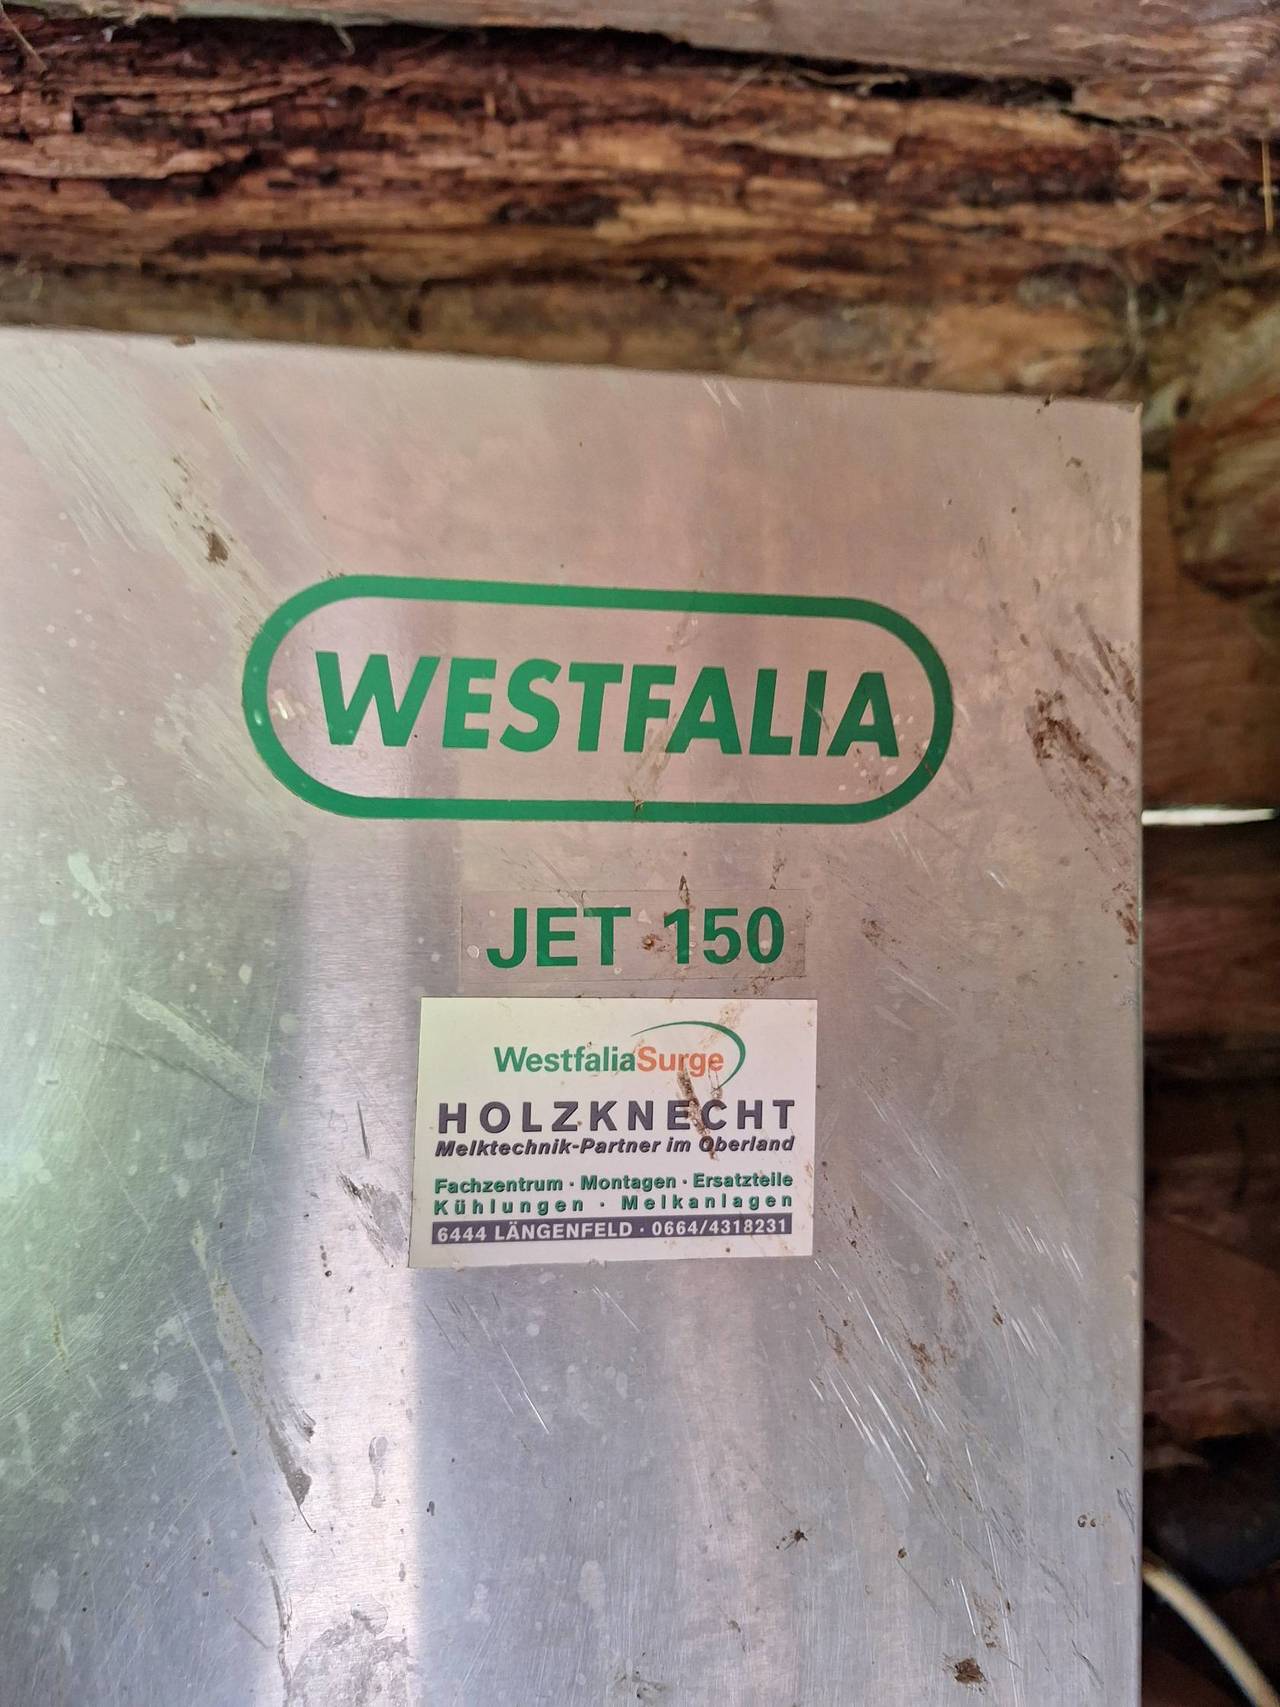 WESTFALIA
JET 150
WestfaliaSurge
HOLZKNECHT
Melktechnik-Partner im Oberland
Fachzentrum · Montagen · Ersatzteile
Kühlungen · Melkanlagen
6444 LÄNGENFELD · 0664/4318231